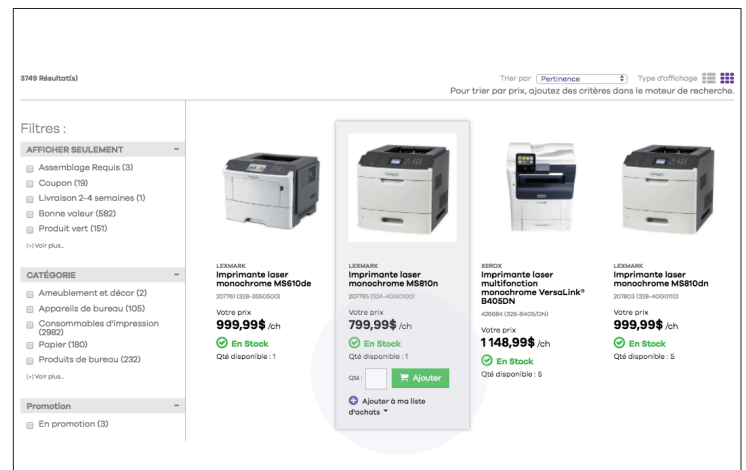 3749 Résultat(s)
Trier par Pertinence Type d'affichage
Pour trier par prix, ajoutez des critères dans le moteur de recherche.
Filtres :
AFFICHER SEULEMENT −
Assemblage Requis (3)
Coupon (19)
Livraison 2-4 semaines (1)
Bonne valeur (582)
Produit vert (151)
[+] Voir plus...
CATÉGORIE −
Ameublement et décor (2)
Appareils de bureau (105)
Consommables d'impression
(2982)
Papier (180)
Produits de bureau (232)
[+] Voir plus...
Promotion −
En promotion (3)
LEXMARK
Imprimante laser
monochrome MS610de
207761 (328-35S0500)
Votre prix
999,99$ /ch
En Stock
Qté disponible : 1
LEXMARK
Imprimante laser
monochrome MS810n
207795 (524-40G0100)
Votre prix
799,99$ /ch
En Stock
Qté disponible : 1
Qté : Ajouter
Ajouter à ma liste
d'achats
XEROX
Imprimante laser
multifonction
monochrome VersaLink®
B405DN
426684 (328-B405/DN)
Votre prix
1 148,99$ /ch
En Stock
Qté disponible : 5
LEXMARK
Imprimante laser
monochrome MS810dn
207803 (328-40G0110)
Votre prix
999,99$ /ch
En Stock
Qté disponible : 5